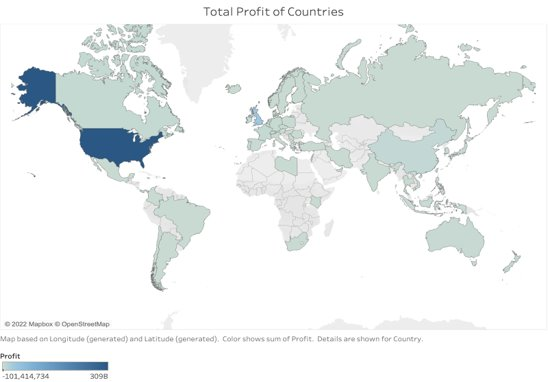 Total Profit of Countries
© 2022 Mapbox © OpenStreetMap
Map based on Longitude (generated) and Latitude (generated). Color shows sum of Profit. Details are shown for Country.
Profit
-101,414,734 3098